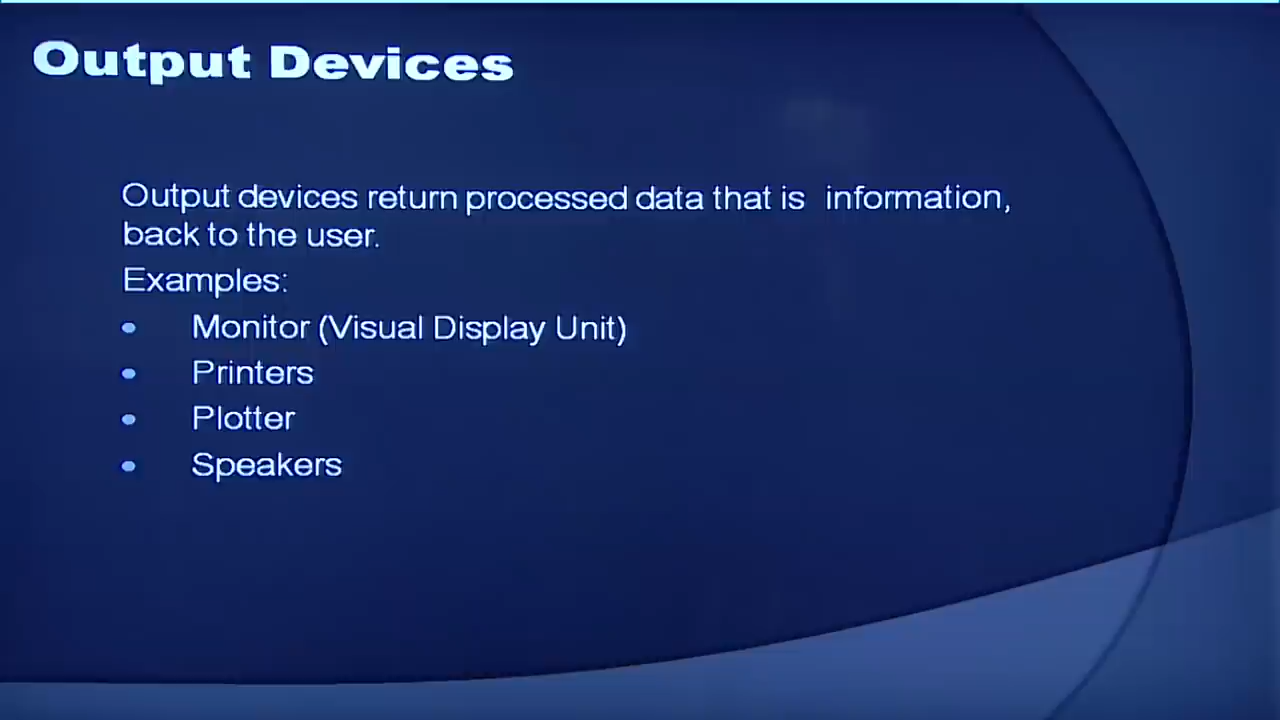 Output Devices
Output devices return processed data that is information,
back to the user.
Examples:
• Monitor (Visual Display Unit)
• Printers
• Plotter
• Speakers